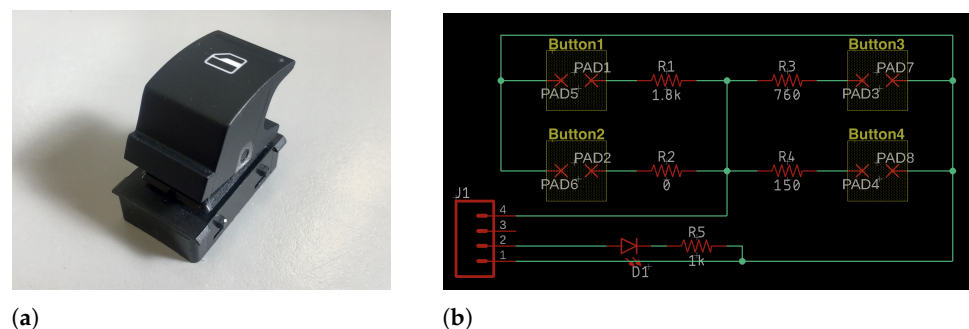 Button1
Button3
PAD1
R1
R3
PAD7
PAD5
1.8k
760
PAD3
Button2
Button4
PAD2
R2
R4
PAD8
PAD6
0
150
PAD4
J1
4
3
2
R5
1
D1
1k
(a)
(b)